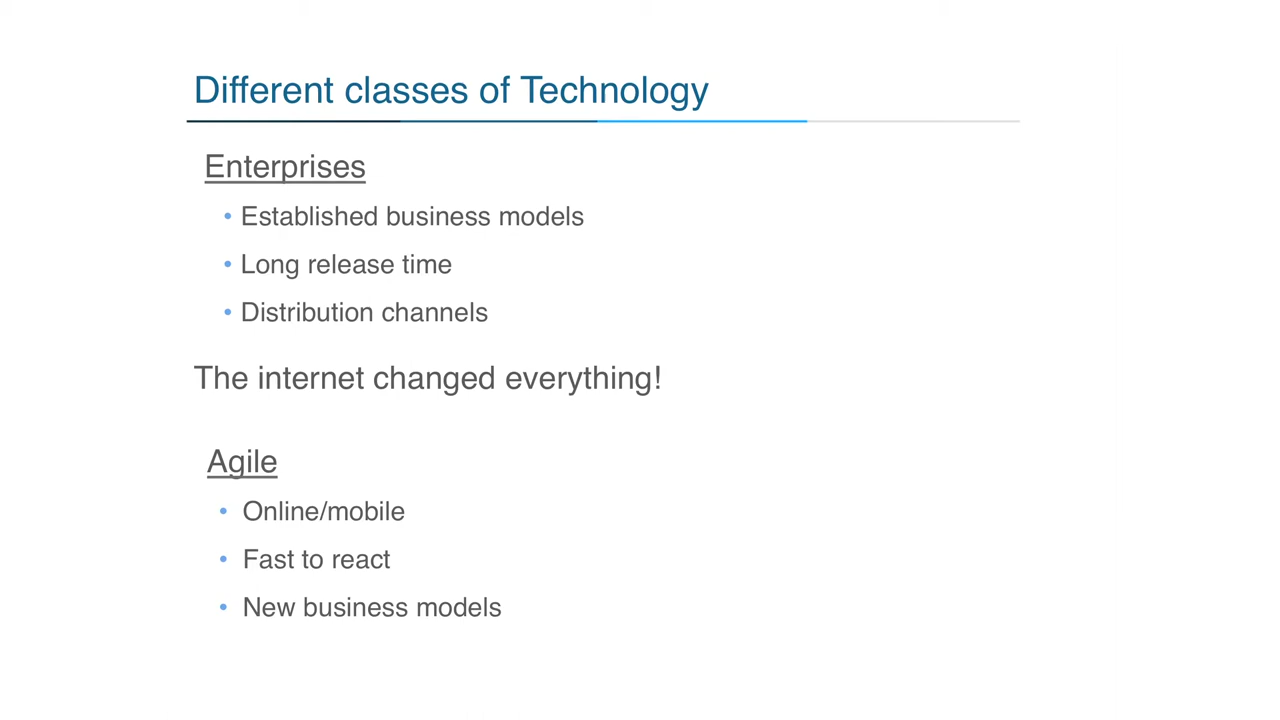 Different classes of Technology
Enterprises
• Established business models
• Long release time
• Distribution channels
The internet changed everything!
Agile
• Online/mobile
• Fast to react
• New business models